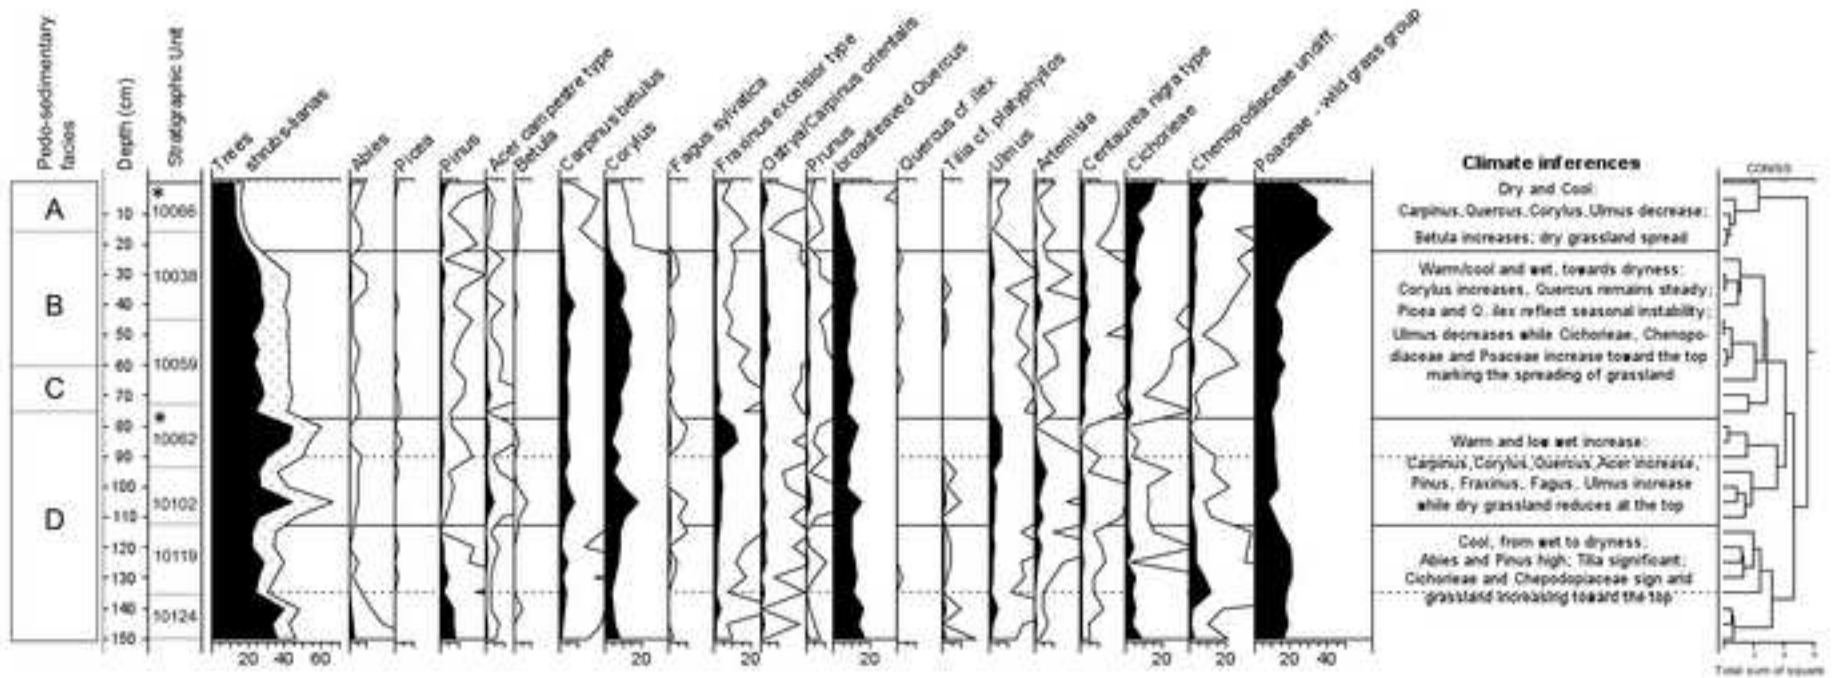 Pedo-sedimentary
facies
Depth (cm)
Stratigraphic Unit
Trees
shrubs-lianas
Abies
Picea
Pinus
Acer campestre type
Betula
Carpinus betulus
Corylus
Fagus sylvatica
Fraxinus excelsior type
Ostrya/Carpinus orientalis
Prunus
broadleaved Quercus
Quercus cf. ilex
Tilia cf. platyphyllos
Ulmus
Artemisia
Centaurea nigra type
Cichorieae
Chenopodiaceae undiff.
Poaceae - wild grass group
Climate inferences
CONISS
A
B
C
D
10
20
30
40
50
60
70
80
90
100
110
120
130
140
150
*
10066
10038
10059
*
10062
10102
10119
10124
Dry and Cool:
Carpinus,Quercus,Corylus,Ulmus decrease;
Betula increases; dry grassland spread
Warm/cool and wet, towards dryness:
Corylus increases, Quercus remains steady;
Picea and Q. ilex reflect seasonal instability;
Ulmus decreases while Cichorieae, Chenopo-
diaceae and Poaceae increase toward the top
marking the spreading of grassland
Warm and low wet increase:
Carpinus,Corylus,Quercus,Acer increase,
Pinus, Fraxinus, Fagus, Ulmus increase
while dry grassland reduces at the top
Cool, from wet to dryness:
Abies and Pinus high; Tilia significant;
Cichorieae and Chepodopiaceae sign and
grassland increasing toward the top
20 40 60
20
20
20
20
20
20 40
Total sum of square